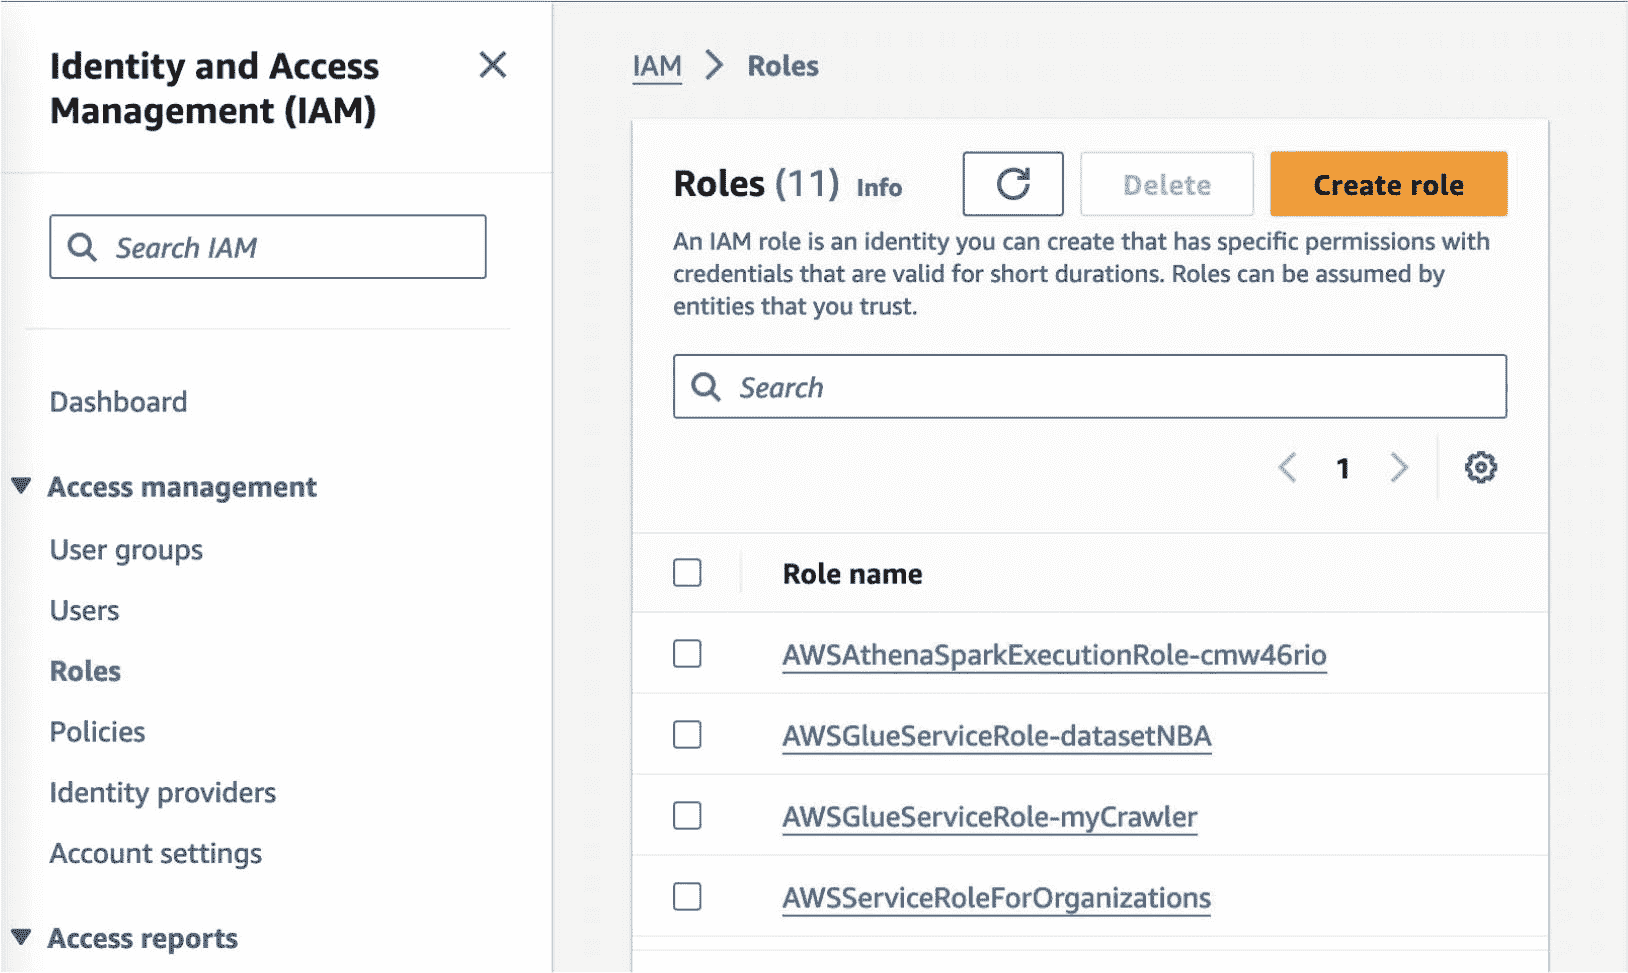 Identity and Access
Management (IAM)
Search IAM
Dashboard
Access management
User groups
Users
Roles
Policies
Identity providers
Account settings
Access reports
IAM > Roles
Roles (11) Info
Delete
Create role
An IAM role is an identity you can create that has specific permissions with
credentials that are valid for short durations. Roles can be assumed by
entities that you trust.
Search
1
Role name
AWSAthenaSparkExecutionRole-cmw46rio
AWSGlueServiceRole-datasetNBA
AWSGlueServiceRole-myCrawler
AWSServiceRoleForOrganizations